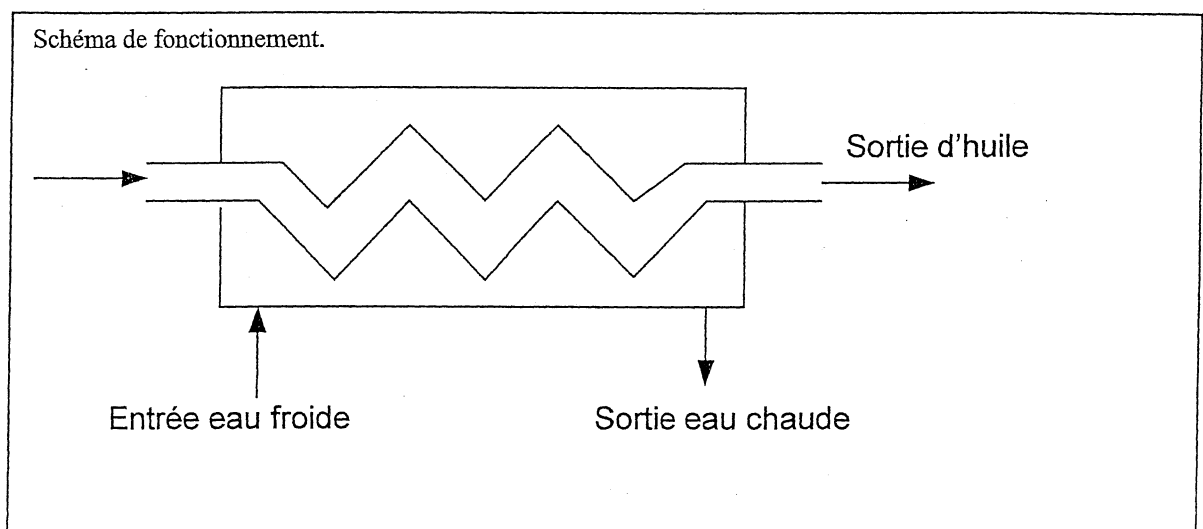 Schéma de fonctionnement.
Sortie d'huile
Entrée eau froide
Sortie eau chaude